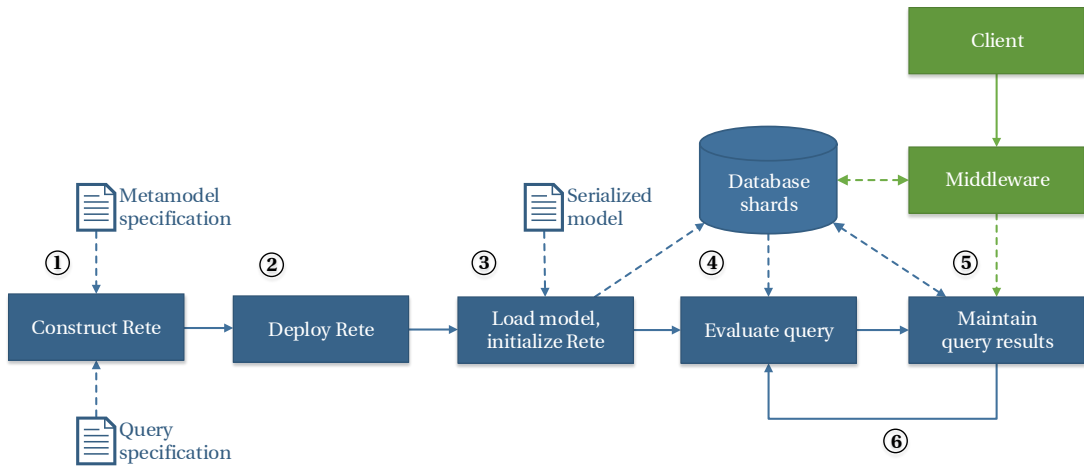 Client
Database
shards
Middleware
Metamodel
specification
Serialized
model
①
②
③
④
⑤
Construct Rete
Deploy Rete
Load model,
initialize Rete
Evaluate query
Maintain
query results
Query
specification
⑥